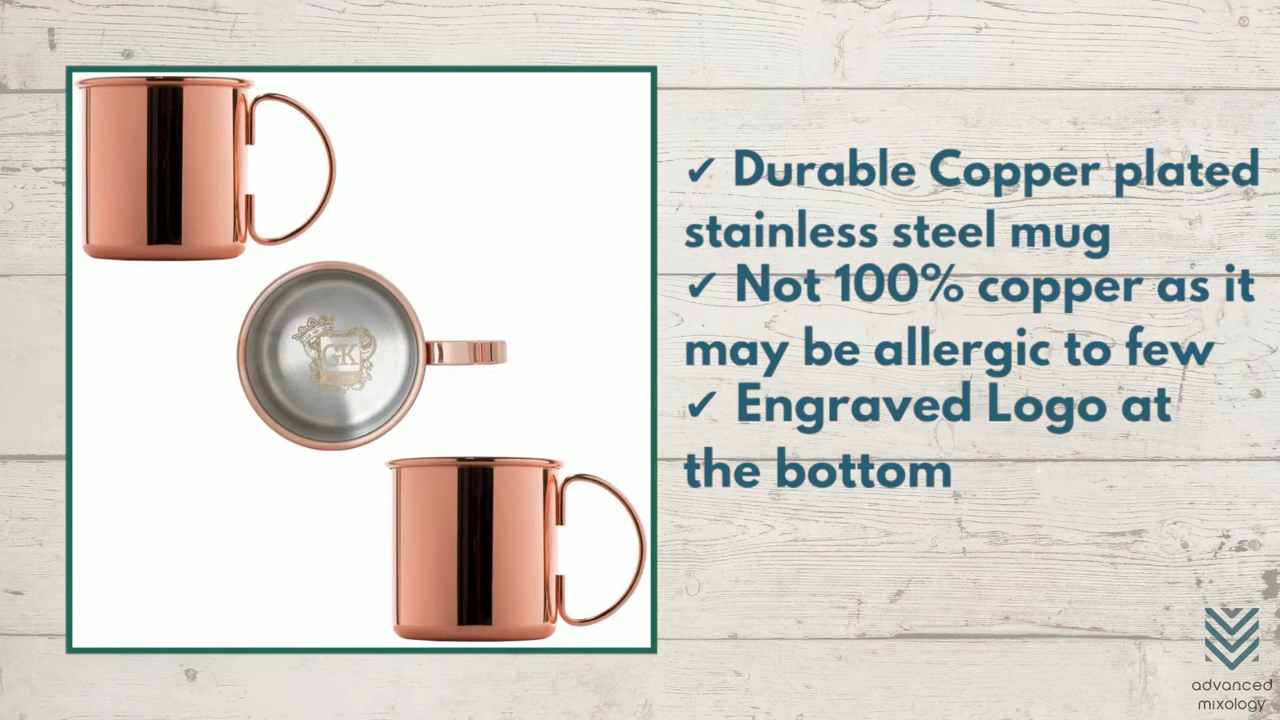 GK
✓ Durable Copper plated
stainless steel mug
✓ Not 100% copper as it
may be allergic to few
✓ Engraved Logo at
the bottom
advanced
mixology